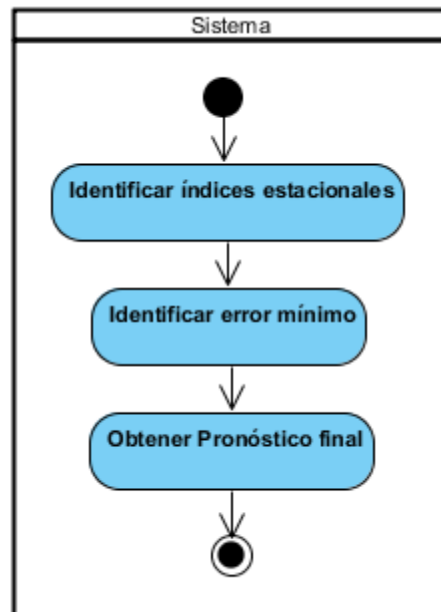 Sistema
Identificar índices estacionales
Identificar error mínimo
Obtener Pronóstico final